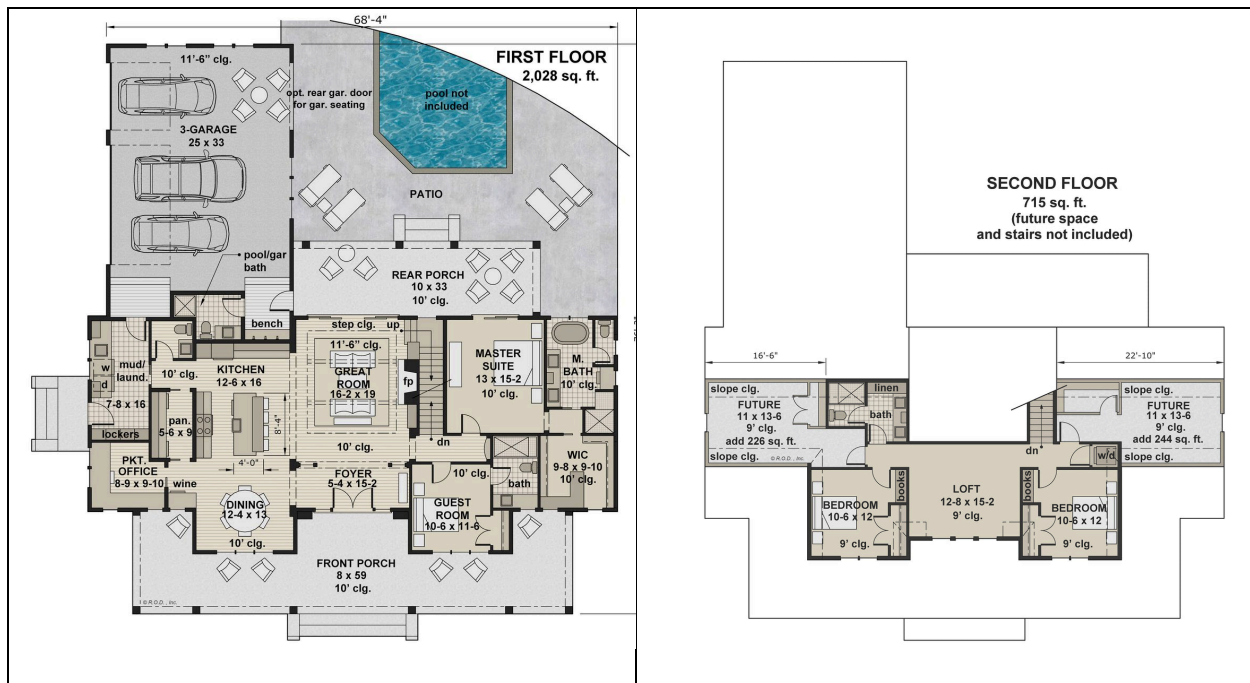 68'-4"
FIRST FLOOR
2,028 sq. ft.
11'-6" clg.
opt. rear gar. door
for gar. seating
pool not
included
3-GARAGE
25 x 33
PATIO
pool/gar
bath
REAR PORCH
10 x 33
10' clg.
bench
step clg.
up
11'-6" clg.
GREAT
ROOM
16-2 x 19
fp
MASTER
SUITE
13 x 15-2
10' clg.
M.
BATH
10' clg.
mud/
laund.
w
d
7-8 x 16
lockers
10' clg.
KITCHEN
12-6 x 16
pan.
5-6 x 9
8'-4"
4'-0"
10' clg.
dn
PKT.
OFFICE
8-9 x 9-10
wine
FOYER
5-4 x 15-2
10' clg.
bath
WIC
9-8 x 9-10
10' clg.
DINING
12-4 x 13
10' clg.
GUEST
ROOM
10-6 x 11-6
FRONT PORCH
8 x 59
10' clg.
© R.O.D., Inc.
SECOND FLOOR
715 sq. ft.
(future space
and stairs not included)
16'-6"
22'-10"
slope clg.
FUTURE
11 x 13-6
9' clg.
add 226 sq. ft.
slope clg.
© R.O.D., Inc.
linen
bath
slope clg.
FUTURE
11 x 13-6
9' clg.
add 244 sq. ft.
slope clg.
dn
w/d
BEDROOM
10-6 x 12
9' clg.
books
LOFT
12-8 x 15-2
9' clg.
books
BEDROOM
10-6 x 12
9' clg.